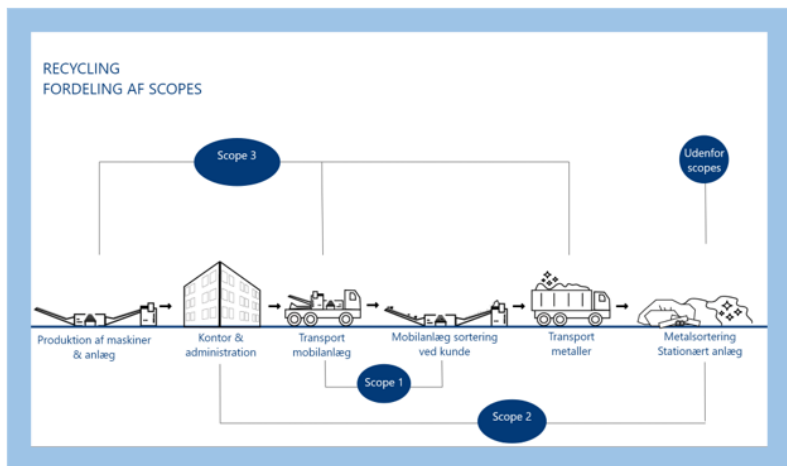 RECYCLING
FORDELING AF SCOPES
Scope 3
Udenfor
scopes
Produktion af maskiner
& anlæg
Kontor &
administration
Transport
mobilanlæg
Mobilanlæg sortering
ved kunde
Transport
metaller
Metalsortering
Stationært anlæg
Scope 1
Scope 2